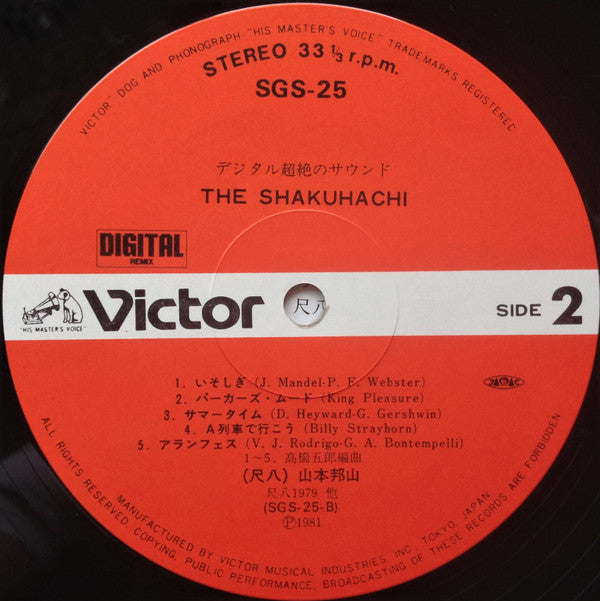 "VICTOR" DOG AND PHONOGRAPH-"HIS MASTER'S VOICE" TRADEMARKS REGISTERED
STEREO 33 1/3 r.p.m.
SGS-25
デジタル超絶のサウンド
THE SHAKUHACHI
DIGITAL
REMIX
"HIS MASTER'S VOICE"
Victor
尺八
SIDE 2
1. いそしぎ (J. Mandel-P. F. Webster)
2. パーカーズ・ムード (King Pleasure)
3. サマータイム (D. Heyward-G. Gershwin)
4. A列車で行こう (Billy Strayhorn)
5. アランフェス (V. J. Rodrigo-G. A. Bontempelli)
1~5. 高橋五郎編曲
(尺八) 山本邦山
尺八1979 他
(SGS-25-B)
Ⓟ1981
JASRAC
MANUFACTURED BY VICTOR MUSICAL INDUSTRIES, INC. TOKYO, JAPAN
ALL RIGHTS RESERVED. COPYING, PUBLIC PERFORMANCE, BROADCASTING OF THESE RECORDS ARE FORBIDDEN